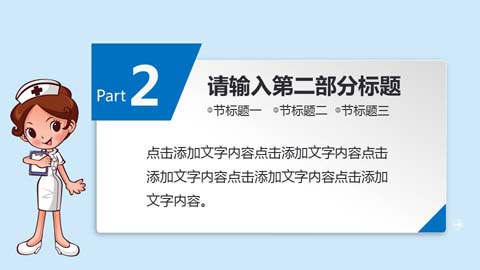 Part 2
请输入第二部分标题
节标题一 节标题二 节标题三
点击添加文字内容点击添加文字内容点击
添加文字内容点击添加文字内容点击添加
文字内容。